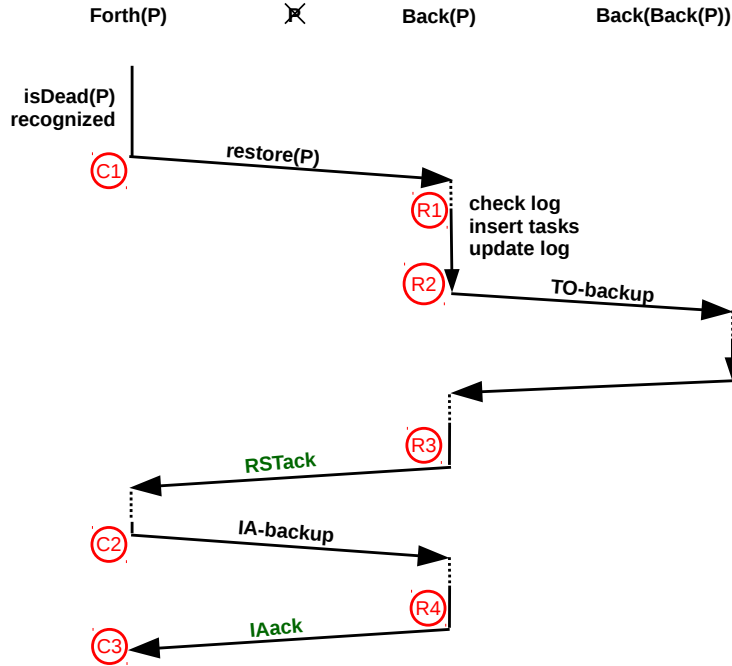 Forth(P)
P
Back(P)
Back(Back(P))
isDead(P)
recognized
C1
restore(P)
R1
check log
insert tasks
update log
R2
TO-backup
R3
RSTack
C2
IA-backup
R4
IAack
C3